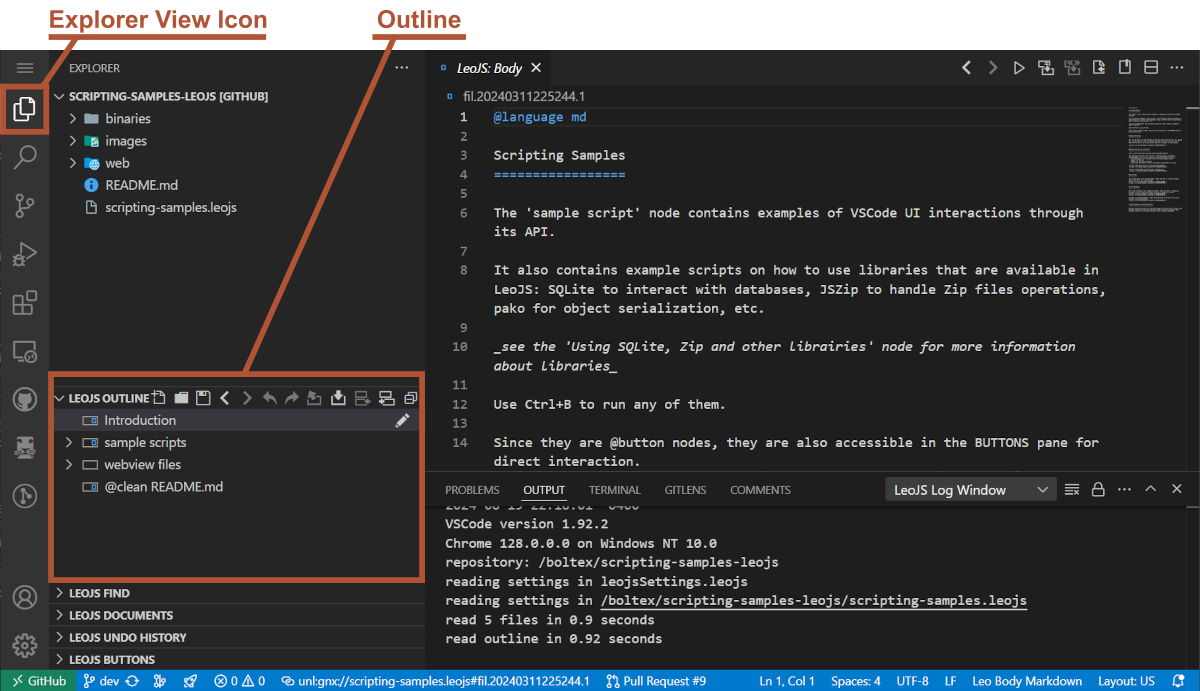 Explorer View Icon
Outline
EXPLORER
SCRIPTING-SAMPLES-LEOJS [GITHUB]
binaries
images
web
README.md
scripting-samples.leojs
LEOJS OUTLINE
Introduction
sample scripts
webview files
@clean README.md
LEOJS FIND
LEOJS DOCUMENTS
LEOJS UNDO HISTORY
LEOJS BUTTONS
LeoJS: Body
fil.20240311225244.1
1 @language md
2
3 Scripting Samples
4 =================
5
6 The 'sample script' node contains examples of VSCode UI interactions through
its API.
7
8 It also contains example scripts on how to use libraries that are available in
LeoJS: SQLite to interact with databases, JSZip to handle Zip files operations,
pako for object serialization, etc.
9
10 _see the 'Using SQLite, Zip and other librairies' node for more information
about libraries_
11
12 Use Ctrl+B to run any of them.
13
14 Since they are @button nodes, they are also accessible in the BUTTONS pane for
direct interaction.
PROBLEMS OUTPUT TERMINAL GITLENS COMMENTS LeoJS Log Window
VSCode version 1.92.2
Chrome 128.0.0.0 on Windows NT 10.0
repository: /boltex/scripting-samples-leojs
reading settings in leojsSettings.leojs
reading settings in /boltex/scripting-samples-leojs/scripting-samples.leojs
read 5 files in 0.9 seconds
read outline in 0.92 seconds
GitHub dev 0 0 unl:gnx://scripting-samples.leojs#fil.20240311225244.1 Pull Request #9 Ln 1, Col 1 Spaces: 4 UTF-8 LF Leo Body Markdown Layout: US